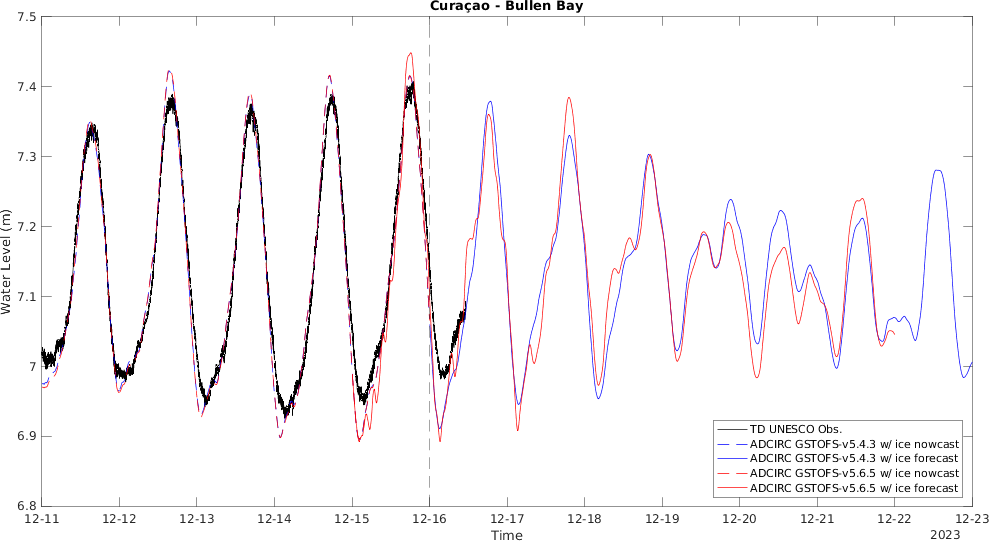 Curaçao - Bullen Bay
7.5
7.4
7.3
7.2
7.1
7
6.9
6.8
Water Level (m)
TD UNESCO Obs.
ADCIRC GSTOFS-v5.4.3 w/ ice nowcast
ADCIRC GSTOFS-v5.4.3 w/ ice forecast
ADCIRC GSTOFS-v5.6.5 w/ ice nowcast
ADCIRC GSTOFS-v5.6.5 w/ ice forecast
12-11 12-12 12-13 12-14 12-15 12-16 12-17 12-18 12-19 12-20 12-21 12-22 12-23
Time
2023